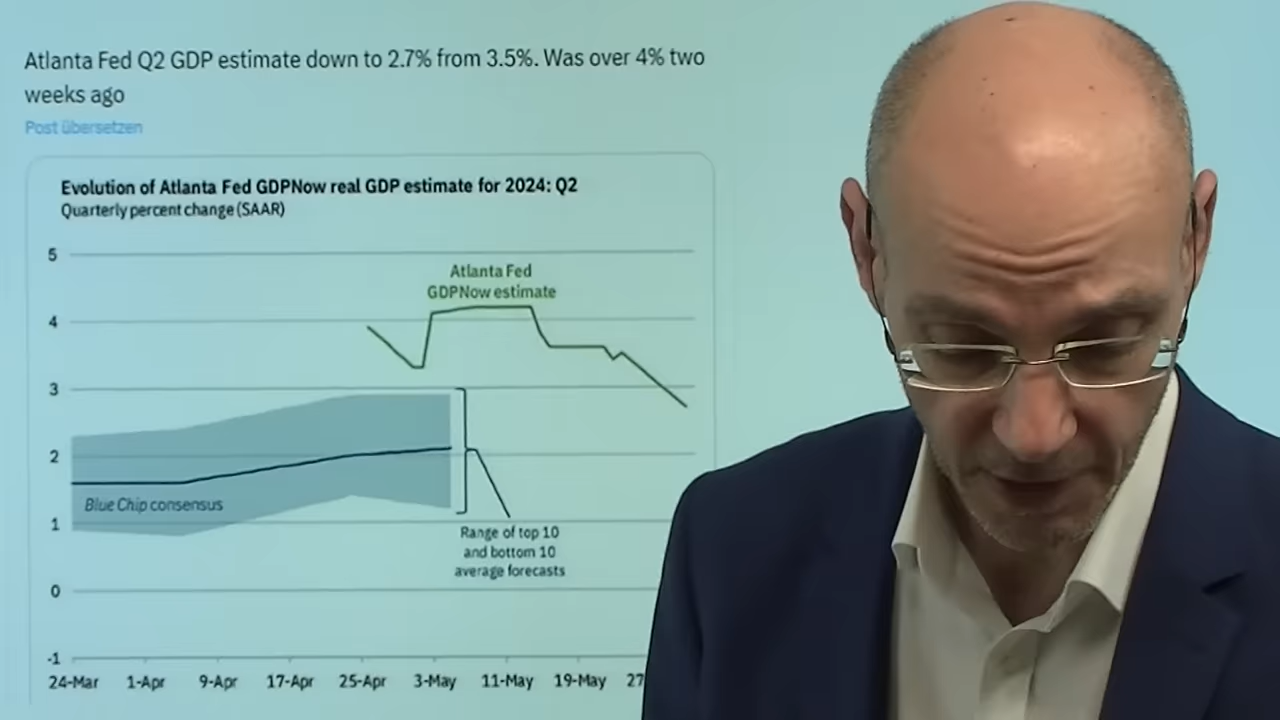 Atlanta Fed Q2 GDP estimate down to 2.7% from 3.5%. Was over 4% two
weeks ago
Post übersetzen
Evolution of Atlanta Fed GDPNow real GDP estimate for 2024: Q2
Quarterly percent change (SAAR)
5
Atlanta Fed
GDPNow estimate
4
3
2
Blue Chip consensus
1
Range of top 10
and bottom 10
average forecasts
0
-1
24-Mar 1-Apr 9-Apr 17-Apr 25-Apr 3-May 11-May 19-May 27